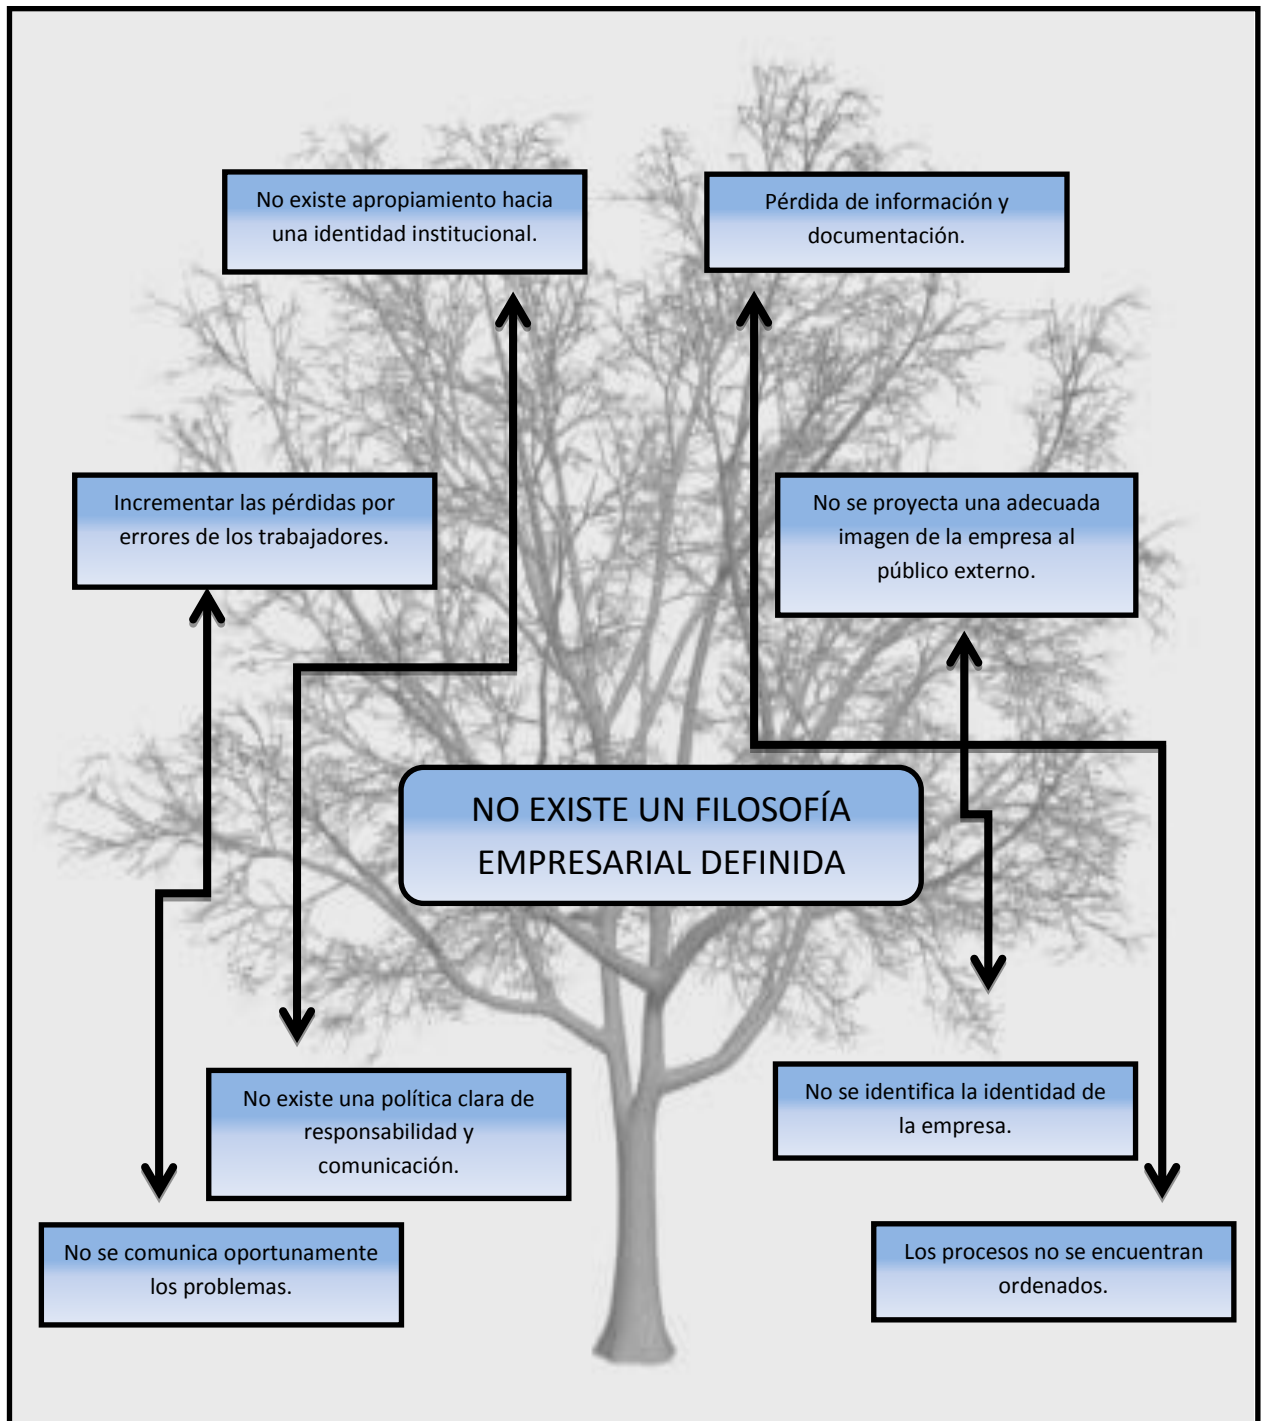 No existe apropiamiento hacia
una identidad institucional.
Pérdida de información y
documentación.
Incrementar las pérdidas por
errores de los trabajadores.
No se proyecta una adecuada
imagen de la empresa al
público externo.
NO EXISTE UN FILOSOFÍA
EMPRESARIAL DEFINIDA
No existe una política clara de
responsabilidad y
comunicación.
No se identifica la identidad de
la empresa.
No se comunica oportunamente
los problemas.
Los procesos no se encuentran
ordenados.